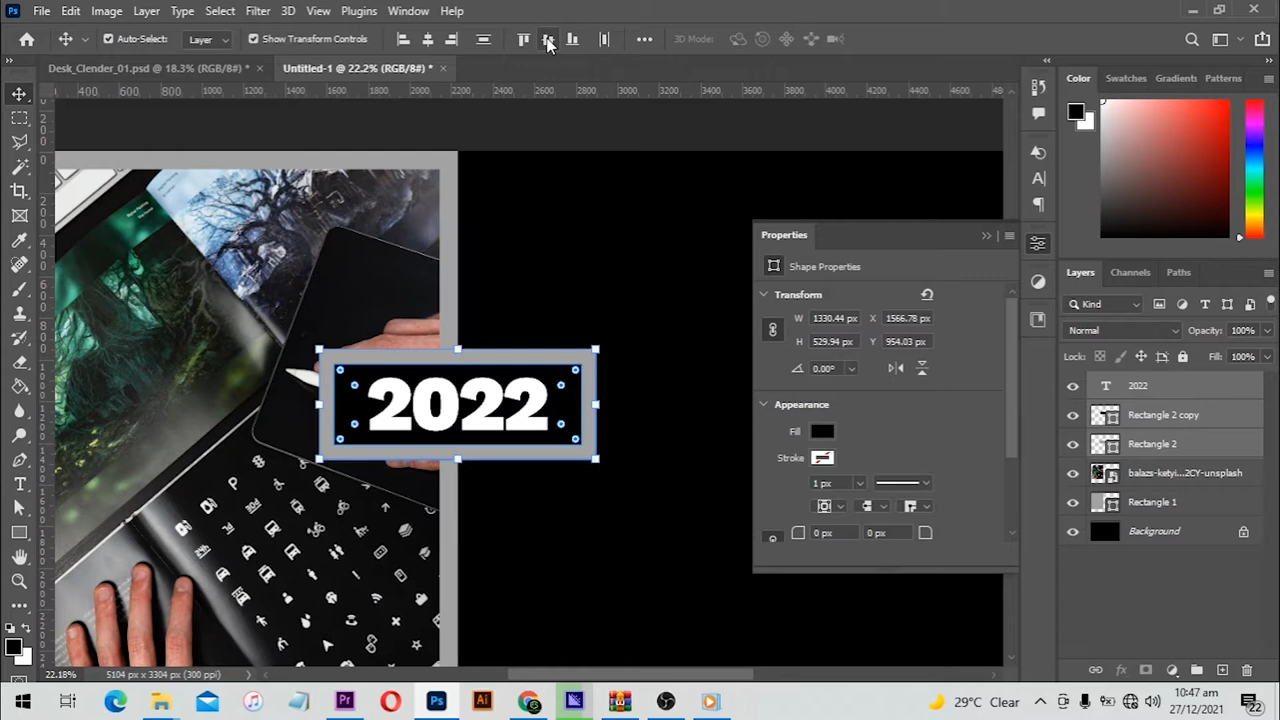 Ps File Edit Image Layer Type Select Filter 3D View Plugins Window Help
Auto-Select: Layer Show Transform Controls 3D Mode:
Desk_Clender_01.psd @ 18.3% (RGB/8#) * × Untitled-1 @ 22.2% (RGB/8#) * ×
400 600 800 1000 1200 1400 1600 1800 2000 2200 2400 2600 2800 3000 3200 3400 3600 3800 4000 4200 4400 4600
Color Swatches Gradients Patterns
Properties
Shape Properties
Transform
W 1330.44 px X 1566.78 px
H 529.94 px Y 954.03 px
0.00°
Appearance
Fill
Stroke
1 px
0 px 0 px
2022
Layers Channels Paths
Kind
Normal Opacity: 100%
Lock: Fill: 100%
T 2022
Rectangle 2 copy
Rectangle 2
balazs-ketyi...2CY-unsplash
Rectangle 1
Background
22.18% 5104 px x 3304 px (300 ppi)
Pr Ps Ai
29°C Clear
10:47 am
27/12/2021
22